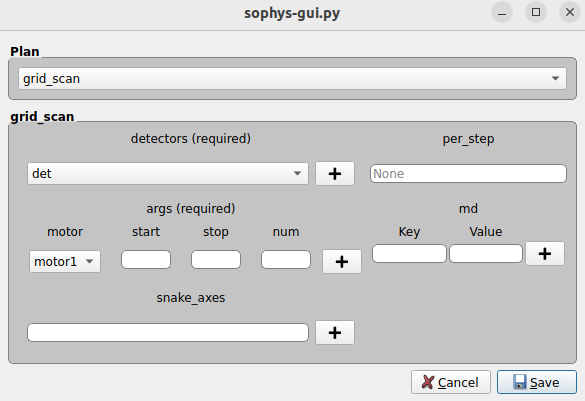 sophys-gui.py
Plan
grid_scan
grid_scan
detectors (required)
per_step
det
None
args (required)
md
motor start stop num
Key Value
motor1
snake_axes
Cancel Save